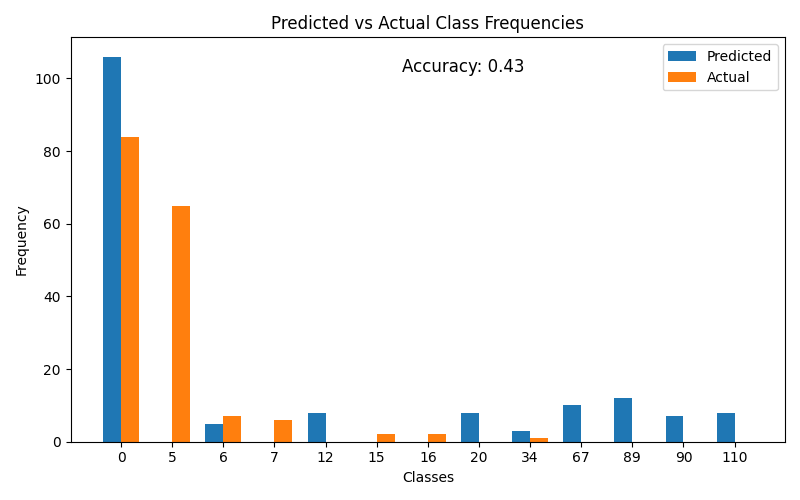 Predicted vs Actual Class Frequencies
Accuracy: 0.43
Predicted
Actual
Frequency
100
80
60
40
20
0
0 5 6 7 12 15 16 20 34 67 89 90 110
Classes